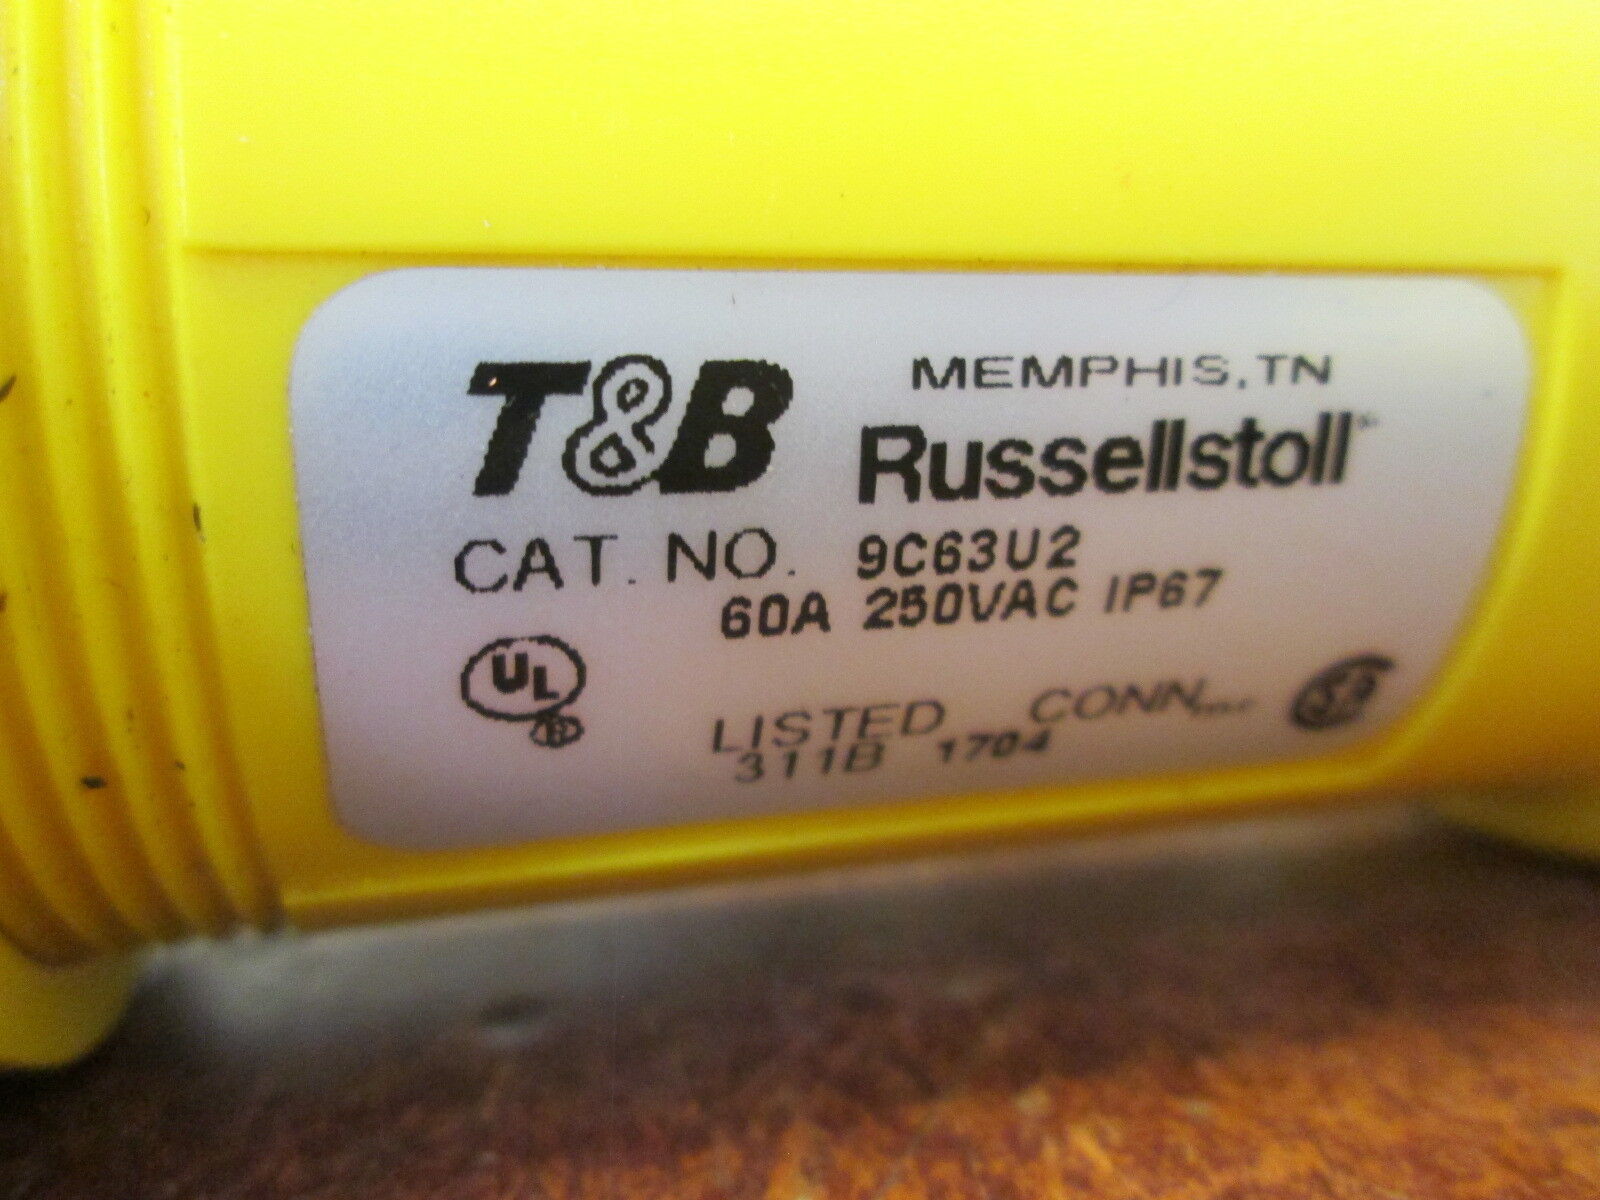 T&B
MEMPHIS, TN
Russellstoll
CAT. NO. 9C63U2
60A 250VAC IP67
UL
LISTED CONN
311B 1704